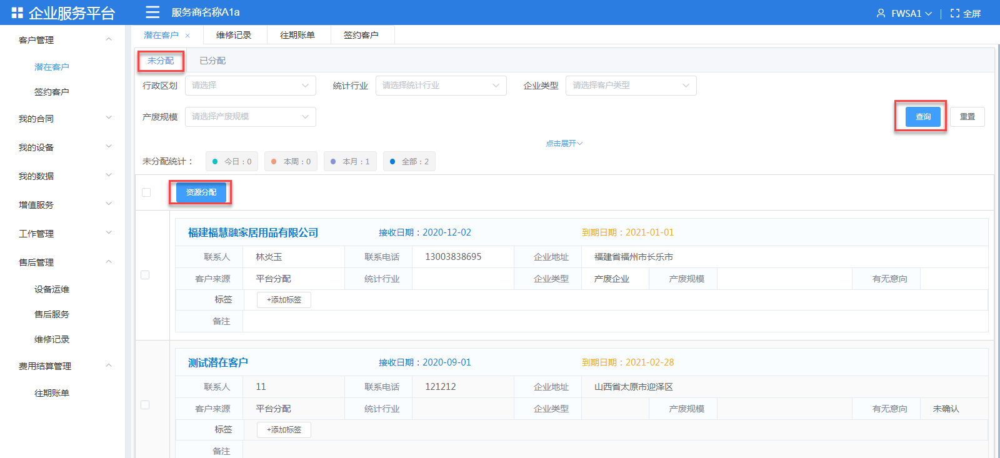 企业服务平台 服务商名称A1a FWSA1 全屏
客户管理
潜在客户
签约客户
我的合同
我的设备
我的数据
增值服务
工作管理
售后管理
设备运维
售后服务
维修记录
费用结算管理
往期账单
潜在客户 × 维修记录 往期账单 签约客户
未分配 已分配
行政区划 请选择 统计行业 请选择统计行业 企业类型 请选择客户类型
产废规模 请选择产废规模 查询 重置
点击展开
未分配统计： 今日：0 本周：0 本月：1 全部：2
资源分配
福建福慧融家居用品有限公司 接收日期：2020-12-02 到期日期：2021-01-01
联系人 林炎玉 联系电话 13003838695 企业地址 福建省福州市长乐市
客户来源 平台分配 统计行业 企业类型 产废企业 产废规模 有无意向
标签 +添加标签
备注
测试潜在客户 接收日期：2020-09-01 到期日期：2021-02-28
联系人 11 联系电话 121212 企业地址 山西省太原市迎泽区
客户来源 平台分配 统计行业 企业类型 产废规模 有无意向 未确认
标签 +添加标签
备注